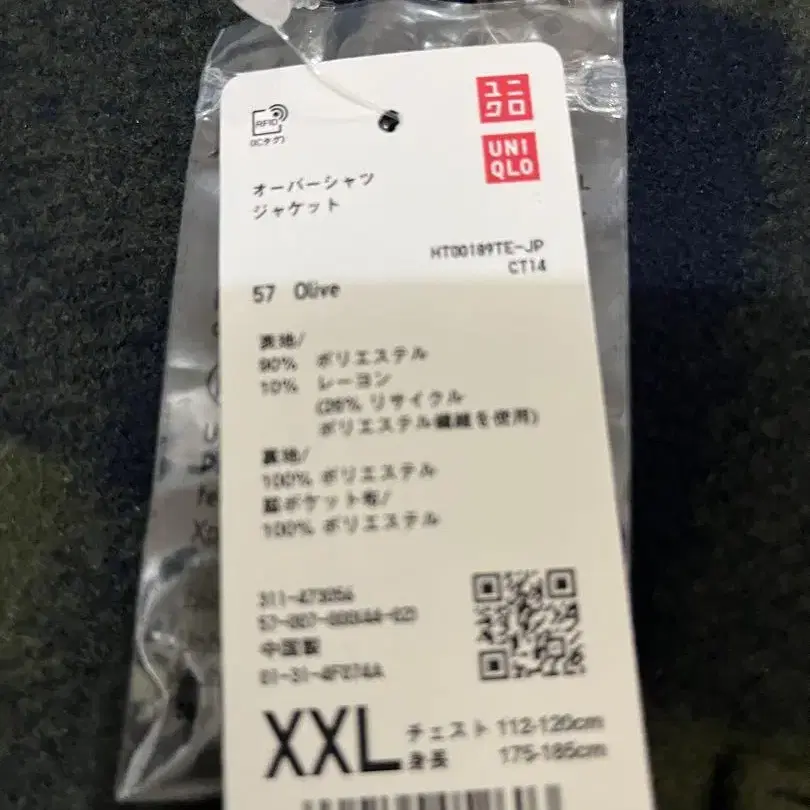 ユニ
クロ
UNI
QLO
RFID
(ICタグ)
オーバーシャツ
ジャケット
HT00189TE-JP
CT14
57 Olive
表地/
90% ポリエステル
10% レーヨン
(26% リサイクル
ポリエステル繊維を使用)
裏地/
100% ポリエステル
脇ポケット布/
100% ポリエステル
311-473054
中国製
01-31-4F074A
XXL
チェスト 112-120cm
身長 175-185cm